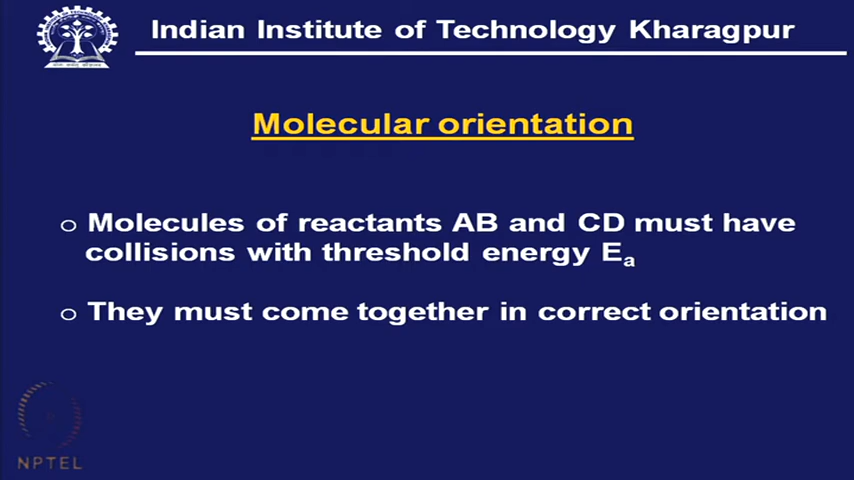 Indian Institute of Technology Kharagpur
Molecular orientation
○ Molecules of reactants AB and CD must have
collisions with threshold energy Ea
○ They must come together in correct orientation
NPTEL